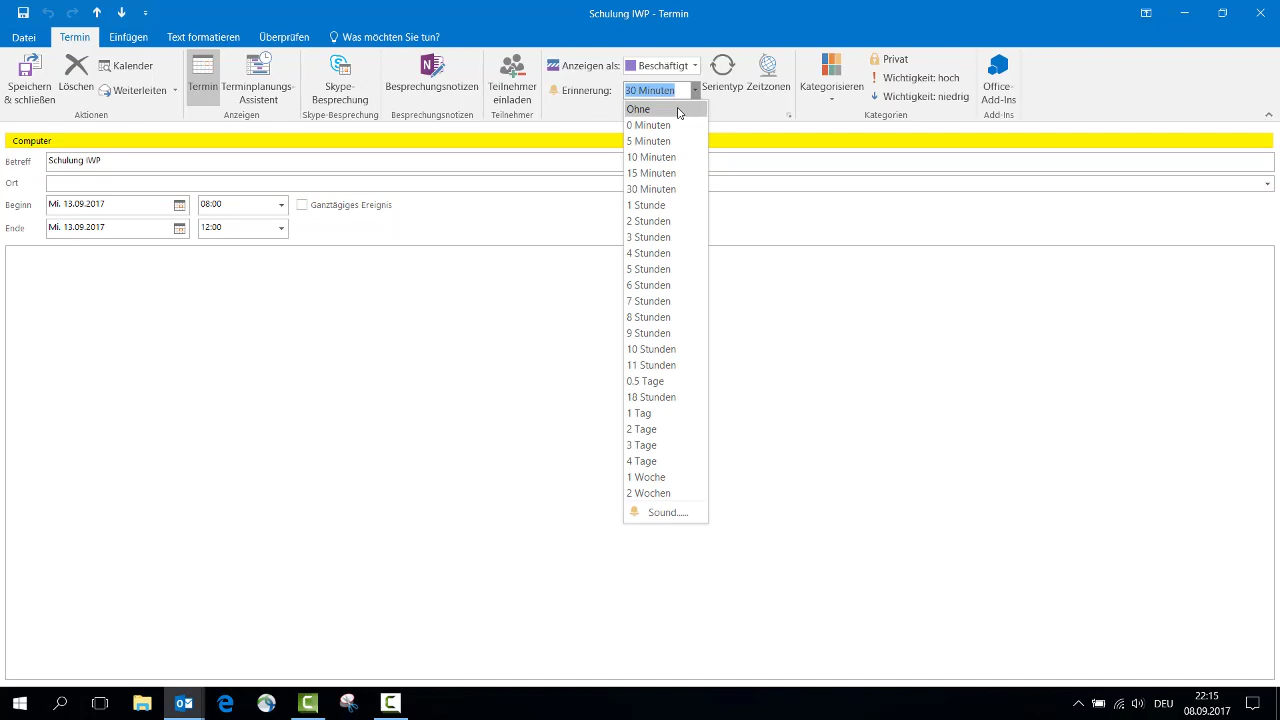 Schulung IWP - Termin
Datei Termin Einfügen Text formatieren Überprüfen Was möchten Sie tun?
Speichern & schließen
Löschen
Kalender
Weiterleiten
Aktionen
Termin
Terminplanungs-Assistent
Anzeigen
Skype-Besprechung
Skype-Besprechung
Besprechungsnotizen
Besprechungsnotizen
Teilnehmer einladen
Teilnehmer
Anzeigen als: Beschäftigt
Erinnerung: 30 Minuten
Serientyp
Zeitzonen
Kategorisieren
Privat
Wichtigkeit: hoch
Wichtigkeit: niedrig
Kategorien
Office-Add-Ins
Add-Ins
Ohne
0 Minuten
5 Minuten
10 Minuten
15 Minuten
30 Minuten
1 Stunde
2 Stunden
3 Stunden
4 Stunden
5 Stunden
6 Stunden
7 Stunden
8 Stunden
9 Stunden
10 Stunden
11 Stunden
0.5 Tage
18 Stunden
1 Tag
2 Tage
3 Tage
4 Tage
1 Woche
2 Wochen
Sound......
Computer
Betreff Schulung IWP
Ort
Beginn Mi. 13.09.2017 08:00 Ganztägiges Ereignis
Ende Mi. 13.09.2017 12:00
DEU
22:15
08.09.2017